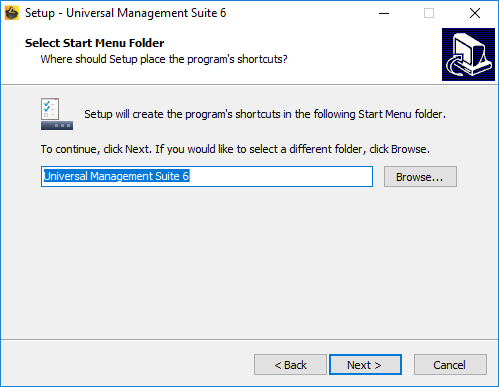 Setup - Universal Management Suite 6
Select Start Menu Folder
Where should Setup place the program's shortcuts?
Setup will create the program's shortcuts in the following Start Menu folder.
To continue, click Next. If you would like to select a different folder, click Browse.
Universal Management Suite 6
Browse...
< Back
Next >
Cancel